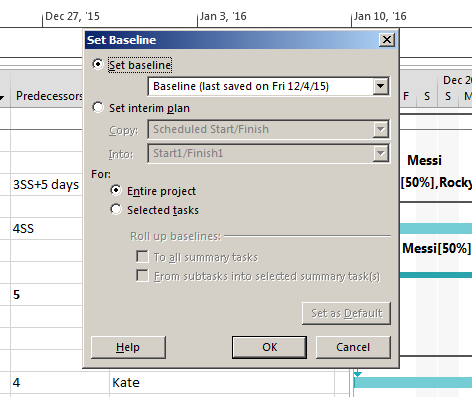 Dec 27, '15
Jan 3, '16
Jan 10, '16
Set Baseline
Set baseline
Baseline (last saved on Fri 12/4/15)
Set interim plan
Copy: Scheduled Start/Finish
Into: Start1/Finish1
For:
Entire project
Selected tasks
Roll up baselines:
To all summary tasks
From subtasks into selected summary task(s)
Set as Default
Help OK Cancel
Predecessors
3SS+5 days
4SS
5
4 Kate
Dec 20
F S S M
Messi
[50%],Rocky
Messi[50%]